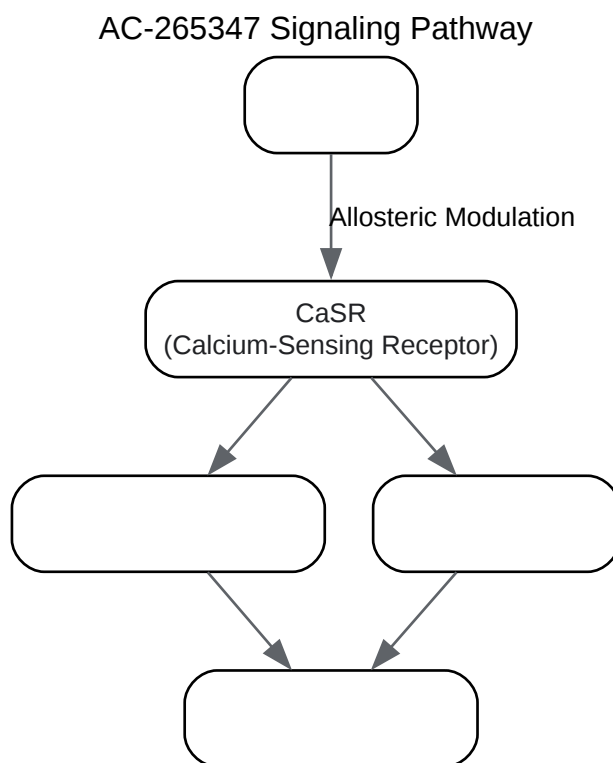 AC-265347 Signaling Pathway
Allosteric Modulation
CaSR
(Calcium-Sensing Receptor)